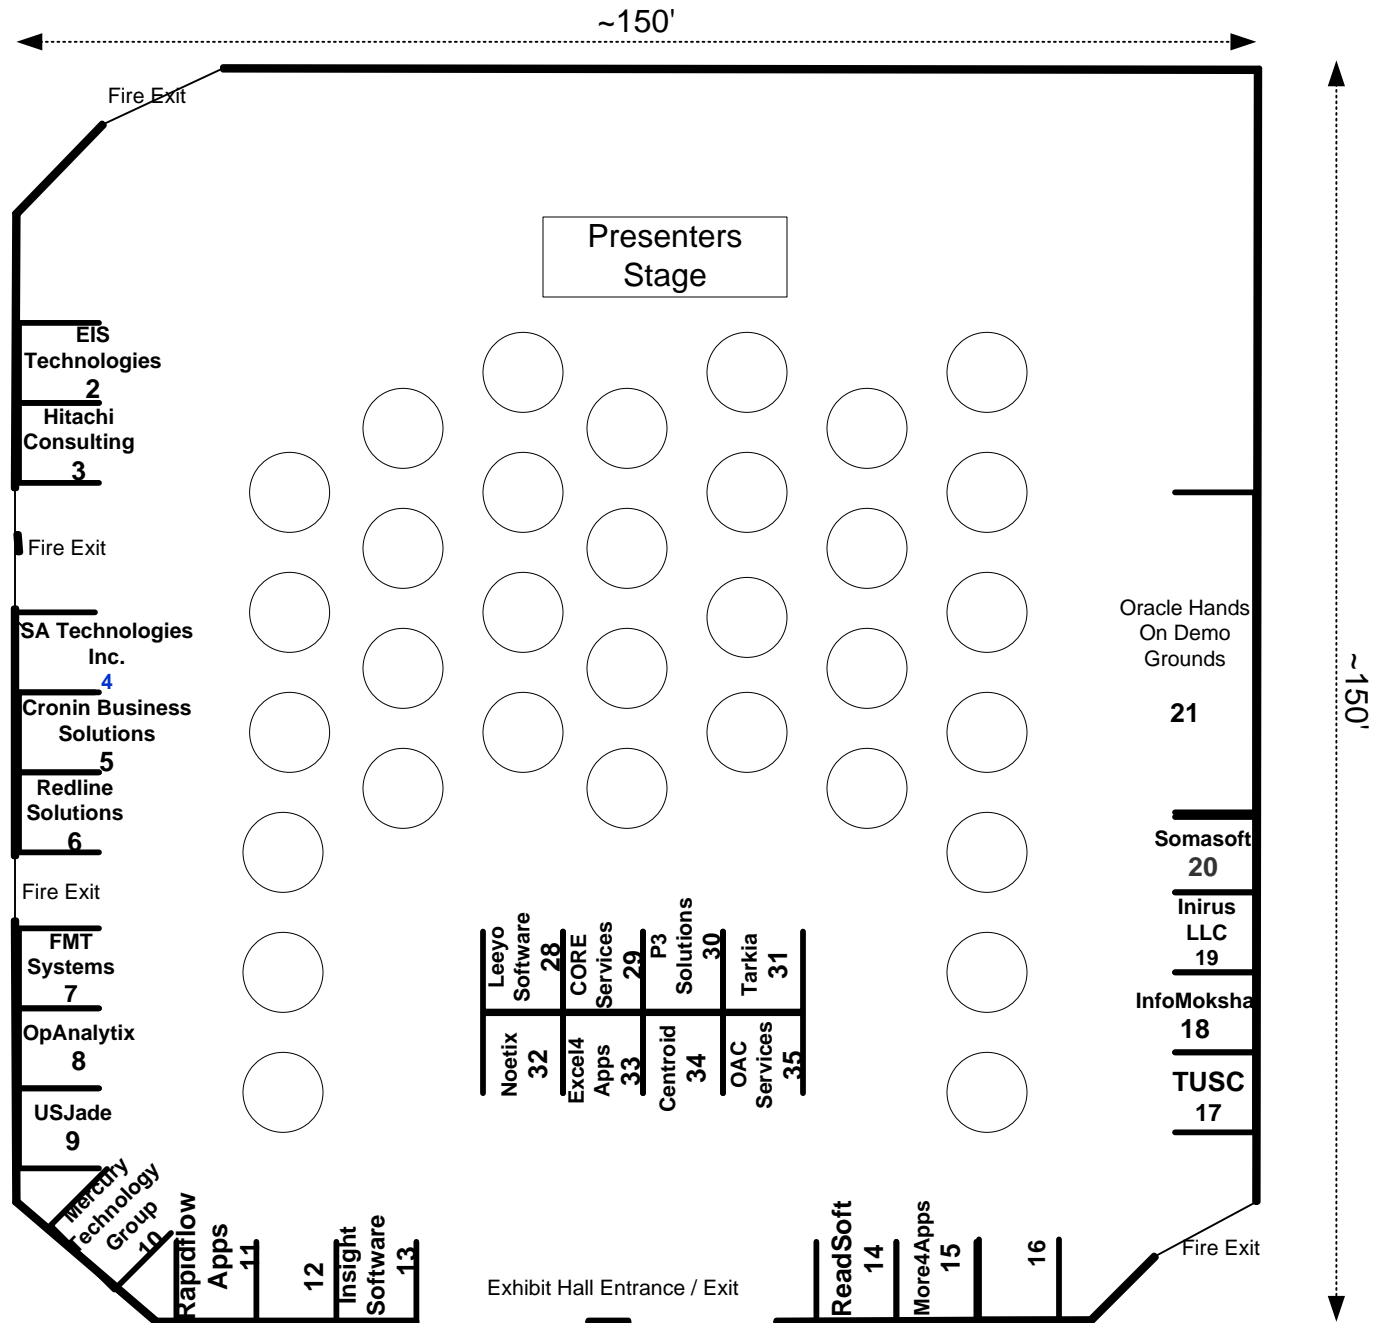 ~150'
Fire Exit
Presenters
Stage
EIS
Technologies
2
Hitachi
Consulting
3
Fire Exit
SA Technologies
Inc.
4
Cronin Business
Solutions
5
Redline
Solutions
6
Fire Exit
FMT
Systems
7
OpAnalytix
8
USJade
9
Mercury
Technology
Group
10
Rapidflow
Apps
11
12
Insight
Software
13
Exhibit Hall Entrance / Exit
ReadSoft
14
More4Apps
15
16
Fire Exit
TUSC
17
InfoMoksha
18
Inirus
LLC
19
Somasoft
20
Oracle Hands
On Demo
Grounds
21
~150'
Leeyo
Software
28
CORE
Services
29
P3
Solutions
30
Tarkia
31
Noetix
32
Excel4
Apps
33
Centroid
34
OAC
Services
35